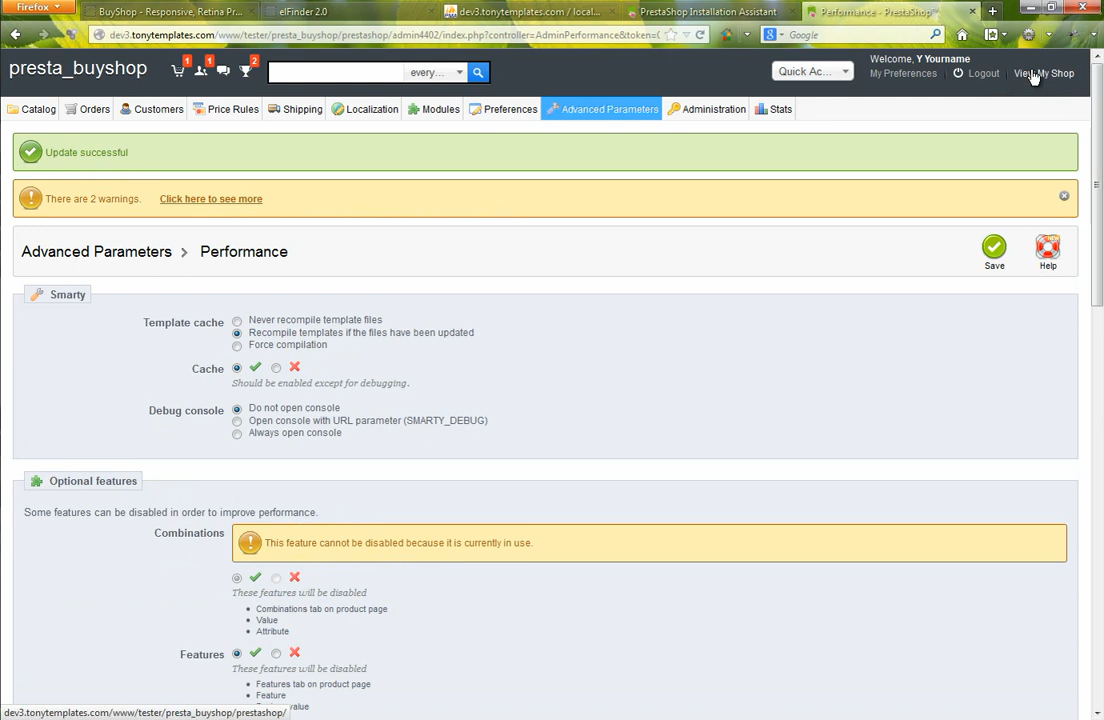 Firefox
BuyShop - Responsive, Retina Pr...
elFinder 2.0
dev3.tonytemplates.com / local...
PrestaShop Installation Assistant
Performance - PrestaShop™
dev3.tonytemplates.com/www/tester/presta_buyshop/prestashop/admin4402/index.php?controller=AdminPerformance&token=
Google
presta_buyshop
1
1
2
every...
Quick Ac...
Welcome, Y Yourname
My Preferences
Logout
View My Shop
Catalog
Orders
Customers
Price Rules
Shipping
Localization
Modules
Preferences
Advanced Parameters
Administration
Stats
Update successful
There are 2 warnings. Click here to see more
Advanced Parameters > Performance
Save
Help
Smarty
Template cache
Never recompile template files
Recompile templates if the files have been updated
Force compilation
Cache
Should be enabled except for debugging.
Debug console
Do not open console
Open console with URL parameter (SMARTY_DEBUG)
Always open console
Optional features
Some features can be disabled in order to improve performance.
Combinations
This feature cannot be disabled because it is currently in use.
These features will be disabled
• Combinations tab on product page
• Value
• Attribute
Features
These features will be disabled
• Features tab on product page
• Feature
value
dev3.tonytemplates.com/www/tester/presta_buyshop/prestashop/